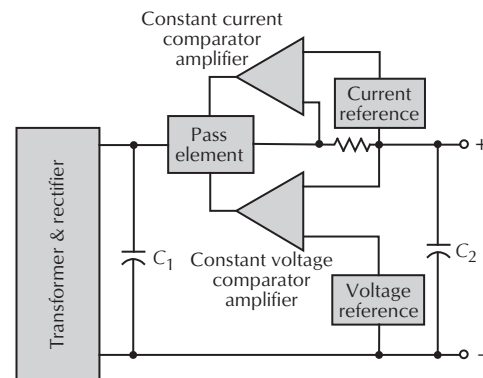 Constant current
comparator
amplifier
Current
reference
Pass
element
+
Transformer & rectifier
C1
Constant voltage
comparator
amplifier
C2
Voltage
reference
–